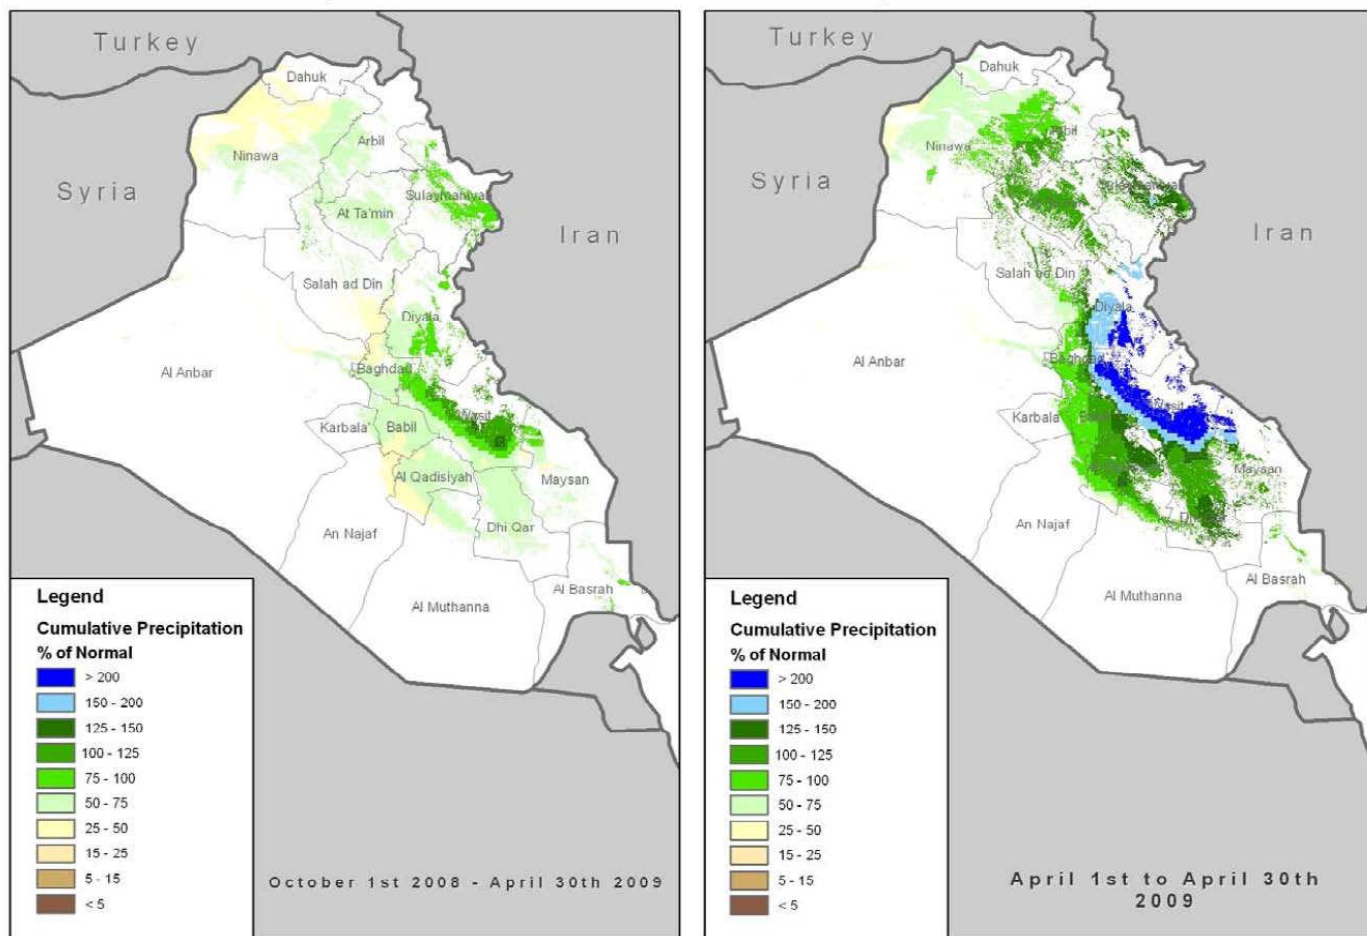 Turkey
Dahuk
Arbil
Ninawa
Syria
Sulaymaniyah
At Ta'min
Iran
Salah ad Din
Diyala
Al Anbar
Baghdad
Wasit
Karbala'
Babil
Al Qadisiyah
Maysan
An Najaf
Dhi Qar
Al Basrah
Al Muthanna
Legend
Cumulative Precipitation
% of Normal
> 200
150 - 200
125 - 150
100 - 125
75 - 100
50 - 75
25 - 50
15 - 25
5 - 15
< 5
October 1st 2008 - April 30th 2009
Turkey
Dahuk
Arbil
Ninawa
Syria
Iran
Salah ad Din
Diyala
Baghdad
Al Anbar
Wasit
Karbala'
Maysan
An Najaf
Al Basrah
Al Muthanna
Legend
Cumulative Precipitation
% of Normal
> 200
150 - 200
125 - 150
100 - 125
75 - 100
50 - 75
25 - 50
15 - 25
5 - 15
< 5
April 1st to April 30th
2009